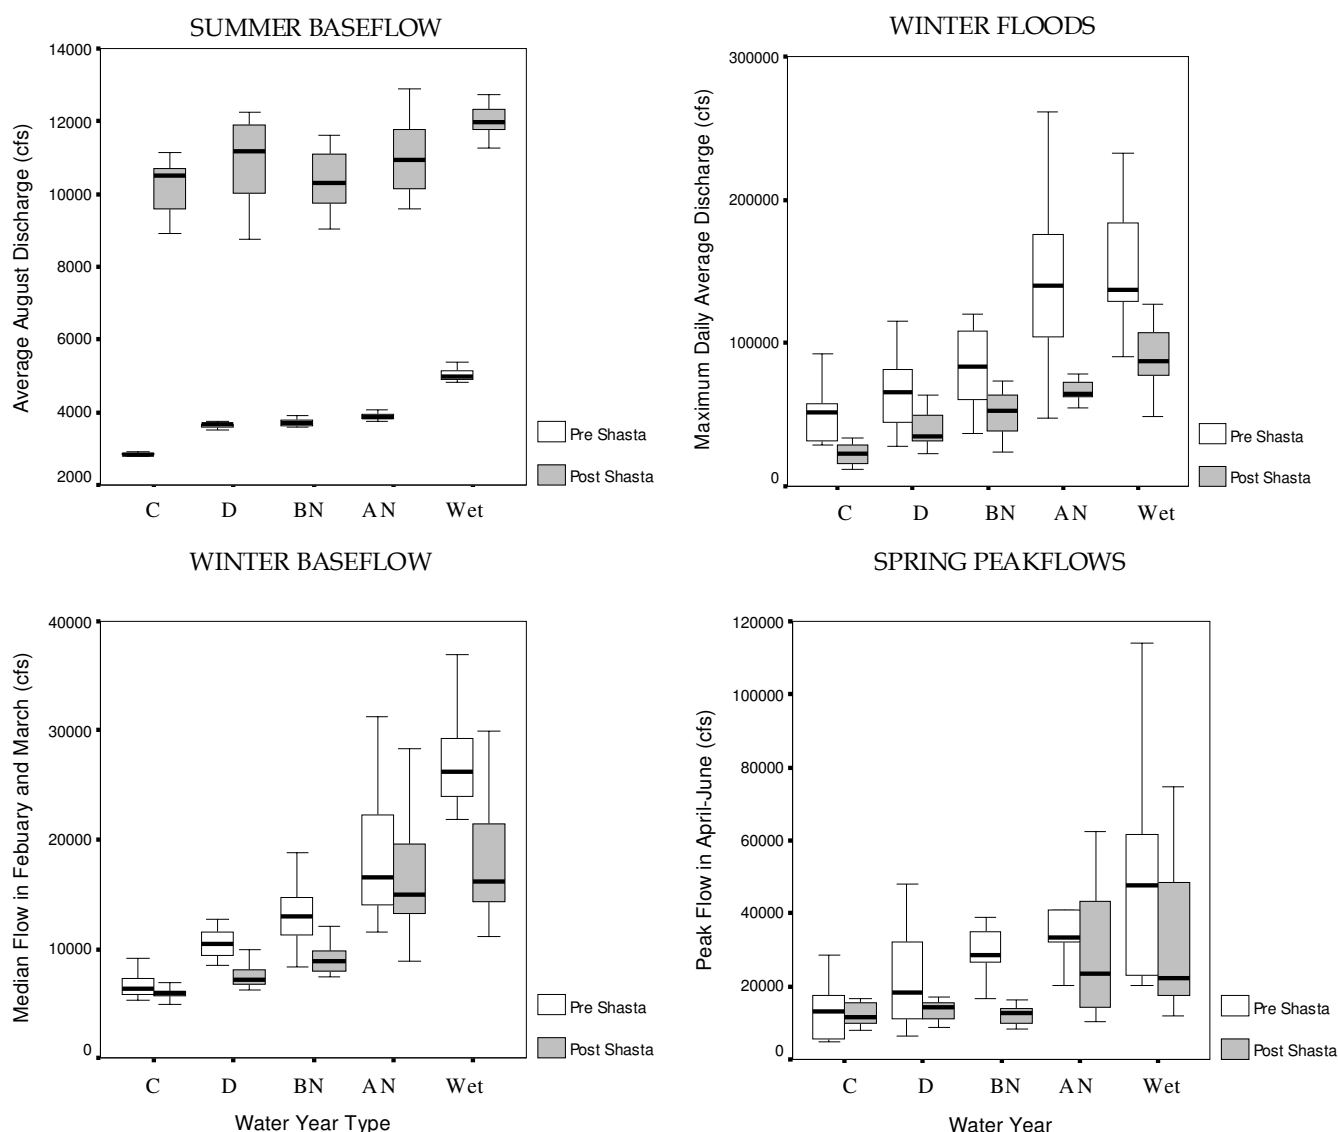 SUMMER BASEFLOW
Average August Discharge (cfs)
14000
12000
10000
8000
6000
4000
2000
C D BN AN Wet
Pre Shasta
Post Shasta
WINTER FLOODS
Maximum Daily Average Discharge (cfs)
300000
200000
100000
0
C D BN AN Wet
Pre Shasta
Post Shasta
WINTER BASEFLOW
Median Flow in Febuary and March (cfs)
40000
30000
20000
10000
0
C D BN AN Wet
Water Year Type
Pre Shasta
Post Shasta
SPRING PEAKFLOWS
Peak Flow in April-June (cfs)
120000
100000
80000
60000
40000
20000
0
C D BN AN Wet
Water Year
Pre Shasta
Post Shasta